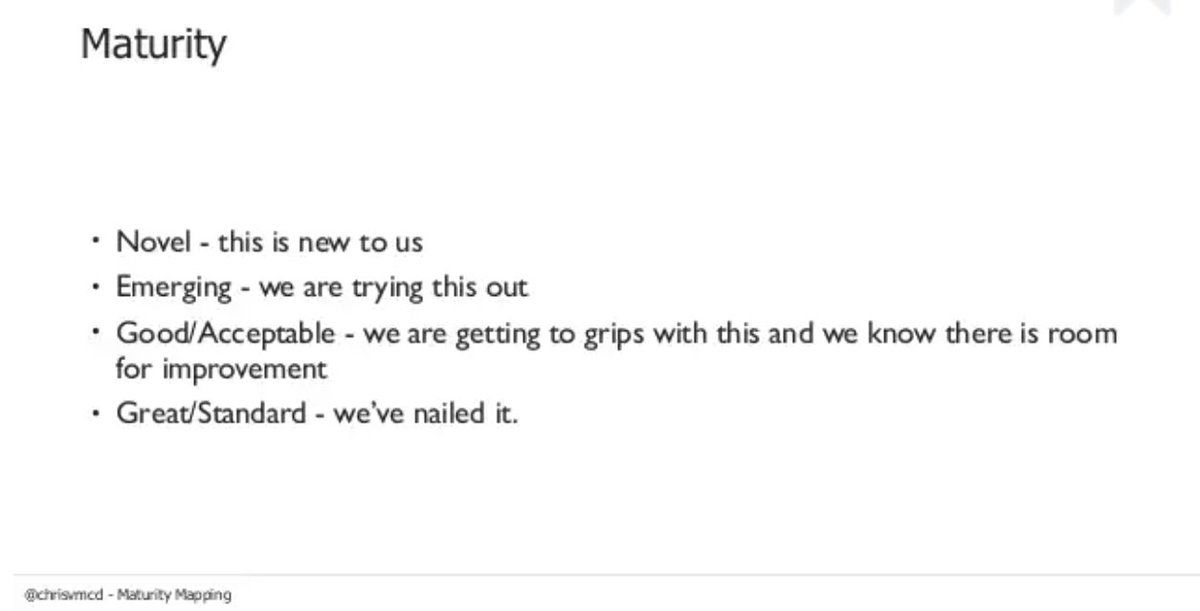 Maturity
• Novel - this is new to us
• Emerging - we are trying this out
• Good/Acceptable - we are getting to grips with this and we know there is room
for improvement
• Great/Standard - we've nailed it.
@chrisvmcd - Maturity Mapping